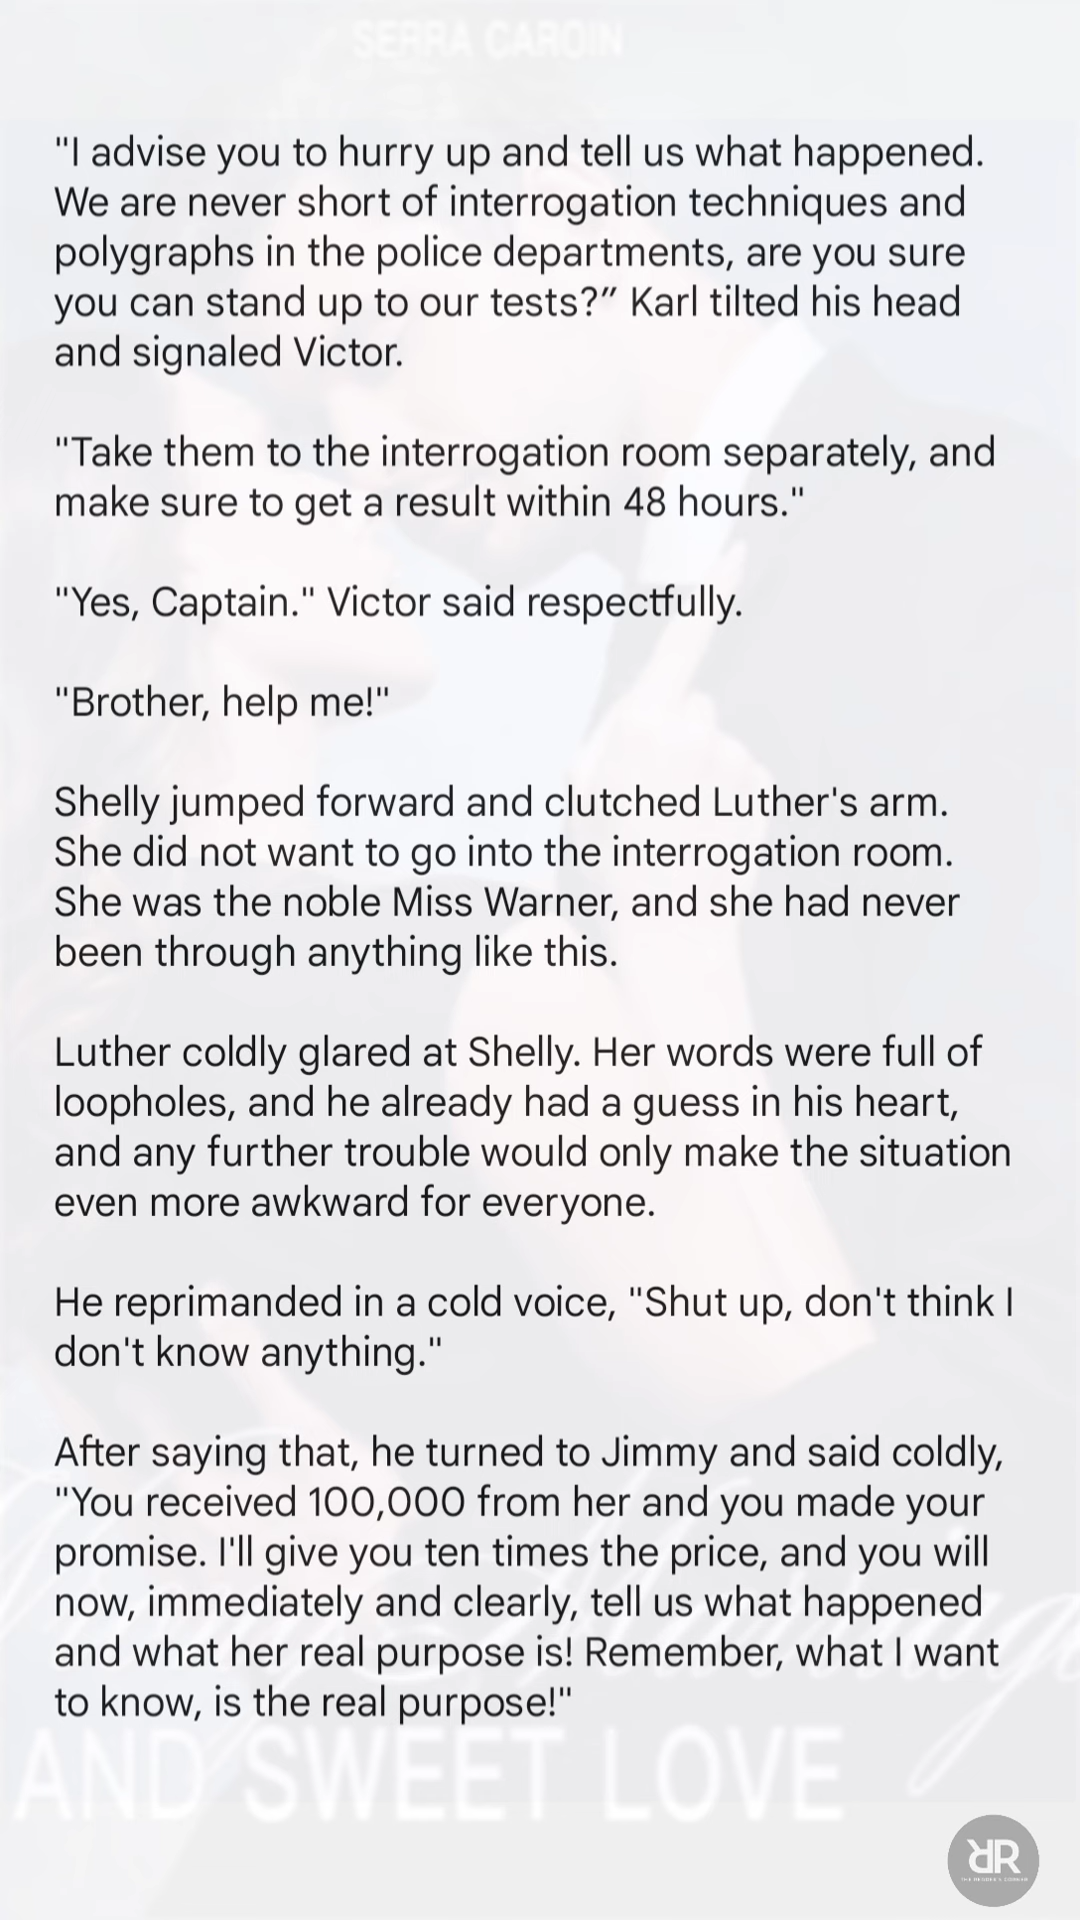 SERRA CARDIN
"I advise you to hurry up and tell us what happened.
We are never short of interrogation techniques and
polygraphs in the police departments, are you sure
you can stand up to our tests?” Karl tilted his head
and signaled Victor.
"Take them to the interrogation room separately, and
make sure to get a result within 48 hours."
"Yes, Captain." Victor said respectfully.
"Brother, help me!"
Shelly jumped forward and clutched Luther's arm.
She did not want to go into the interrogation room.
She was the noble Miss Warner, and she had never
been through anything like this.
Luther coldly glared at Shelly. Her words were full of
loopholes, and he already had a guess in his heart,
and any further trouble would only make the situation
even more awkward for everyone.
He reprimanded in a cold voice, "Shut up, don't think I
don't know anything."
After saying that, he turned to Jimmy and said coldly,
"You received 100,000 from her and you made your
promise. I'll give you ten times the price, and you will
now, immediately and clearly, tell us what happened
and what her real purpose is! Remember, what I want
to know, is the real purpose!"
AND SWEET LOVE
RR
THE READER'S CORNER